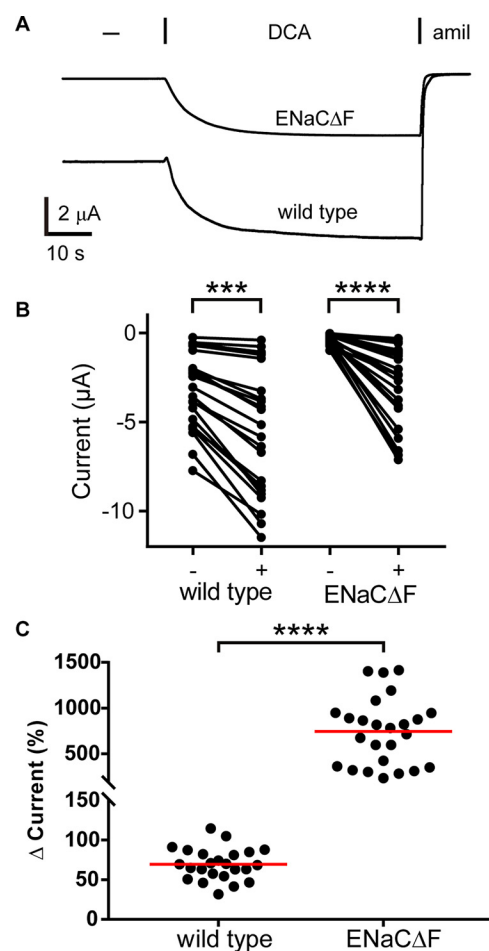 A
– DCA amil
ENaCΔF
wild type
2 μA
10 s
B
*** ****
0
-5
-10
Current (μA)
- + - +
wild type ENaCΔF
C
****
1500
1000
500
150
100
50
0
Δ Current (%)
wild type ENaCΔF